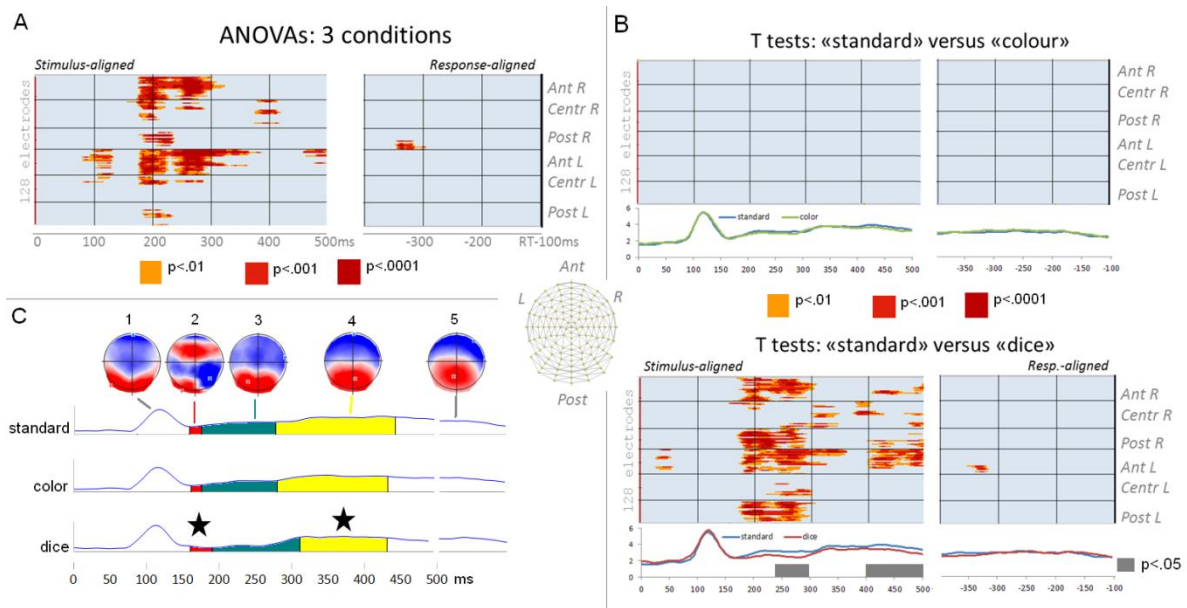 A
ANOVAs: 3 conditions
Stimulus-aligned
Response-aligned
128 electrodes
Ant R
Centr R
Post R
Ant L
Centr L
Post L
0 100 200 300 400 500ms
-300 -200 RT-100ms
p<.01 p<.001 p<.0001
B
T tests: «standard» versus «colour»
128 electrodes
Ant R
Centr R
Post R
Ant L
Centr L
Post L
6
4
2
0
standard color
0 50 100 150 200 250 300 350 400 450 500
-350 -300 -250 -200 -150 -100
p<.01 p<.001 p<.0001
Ant
L R
Post
C
1 2 3 4 5
standard
color
dice
0 50 100 150 200 250 300 350 400 450 500 ms
T tests: «standard» versus «dice»
Stimulus-aligned
Resp.-aligned
128 electrodes
Ant R
Centr R
Post R
Ant L
Centr L
Post L
6
4
2
0
standard dice
0 50 100 150 200 250 300 350 400 450 500
-350 -300 -250 -200 -150 -100
p<.05